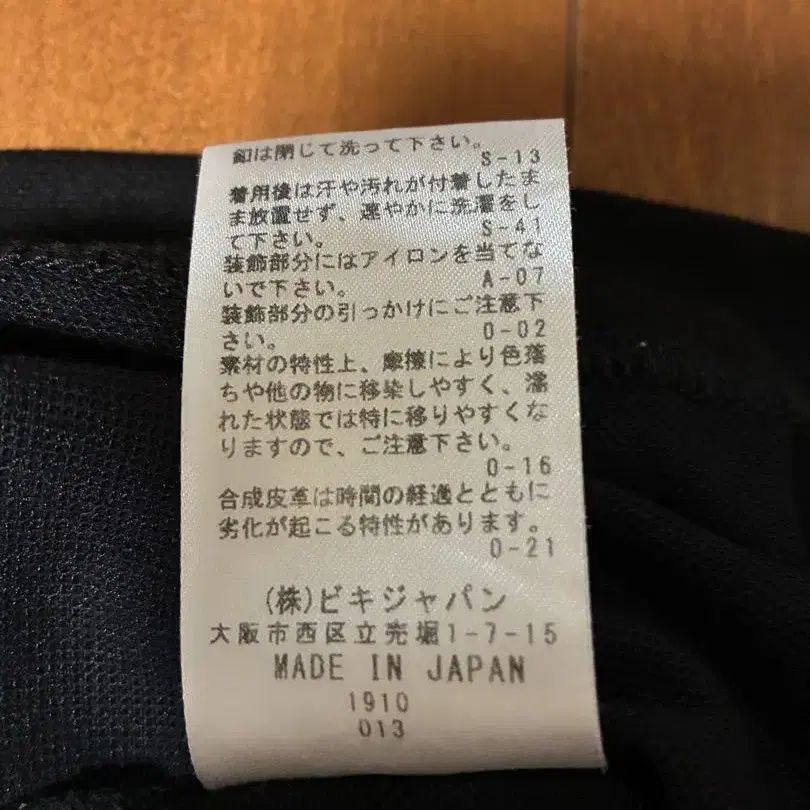 釦は閉じて洗って下さい。
S-13
着用後は汗や汚れが付着したま
ま放置せず、速やかに洗濯をし
て下さい。
S-41
装飾部分にはアイロンを当てな
いで下さい。
A-07
装飾部分の引っかけにご注意下
さい。
O-02
素材の特性上、摩擦により色落
ちや他の物に移染しやすく、濡
れた状態では特に移りやすくな
りますので、ご注意下さい。
O-16
合成皮革は時間の経過とともに
劣化が起こる特性があります。
O-21
(株)ビキジャパン
大阪市西区立売堀1-7-15
MADE IN JAPAN
1910
013